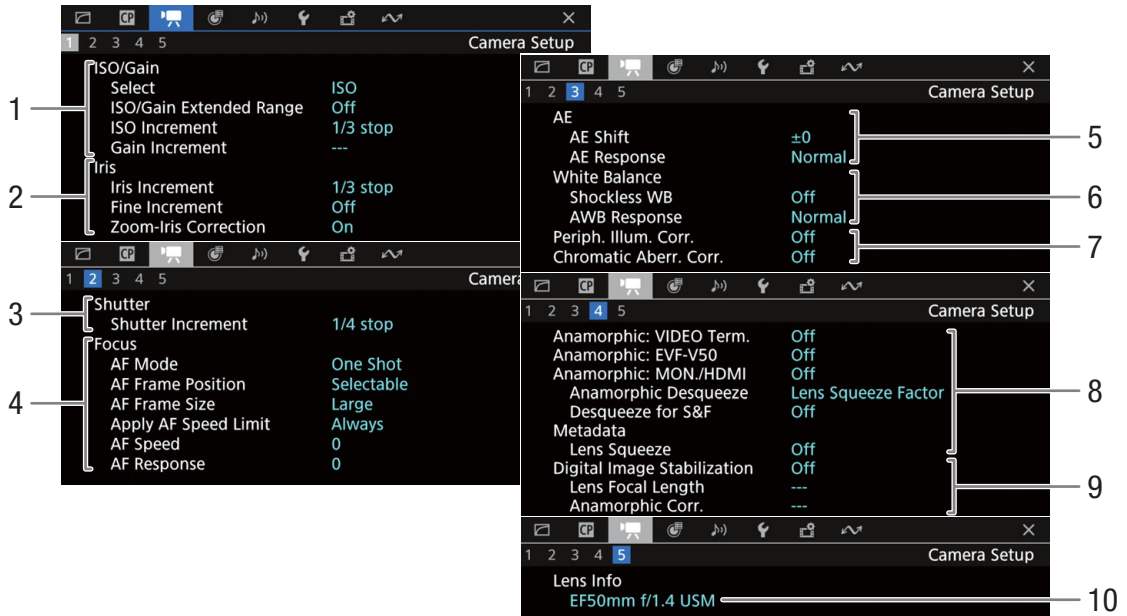 CP
1 2 3 4 5 Camera Setup
1
ISO/Gain
Select ISO
ISO/Gain Extended Range Off
ISO Increment 1/3 stop
Gain Increment ---
2
Iris
Iris Increment 1/3 stop
Fine Increment Off
Zoom-Iris Correction On
CP
1 2 3 4 5 Camer
3
Shutter
Shutter Increment 1/4 stop
4
Focus
AF Mode One Shot
AF Frame Position Selectable
AF Frame Size Large
Apply AF Speed Limit Always
AF Speed 0
AF Response 0
CP
1 2 3 4 5 Camera Setup
AE
AE Shift ±0
AE Response Normal
5
White Balance
Shockless WB Off
AWB Response Normal
6
Periph. Illum. Corr. Off
Chromatic Aberr. Corr. Off
7
CP
1 2 3 4 5 Camera Setup
Anamorphic: VIDEO Term. Off
Anamorphic: EVF-V50 Off
Anamorphic: MON./HDMI Off
Anamorphic Desqueeze Lens Squeeze Factor
Desqueeze for S&F Off
Metadata
Lens Squeeze Off
8
Digital Image Stabilization Off
Lens Focal Length ---
Anamorphic Corr. ---
9
CP
1 2 3 4 5 Camera Setup
Lens Info
EF50mm f/1.4 USM
10